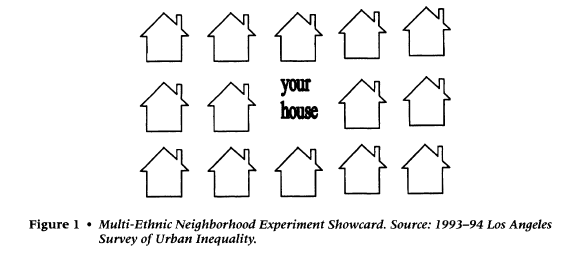 your
house
Figure 1 • Multi-Ethnic Neighborhood Experiment Showcard. Source: 1993–94 Los Angeles
Survey of Urban Inequality.